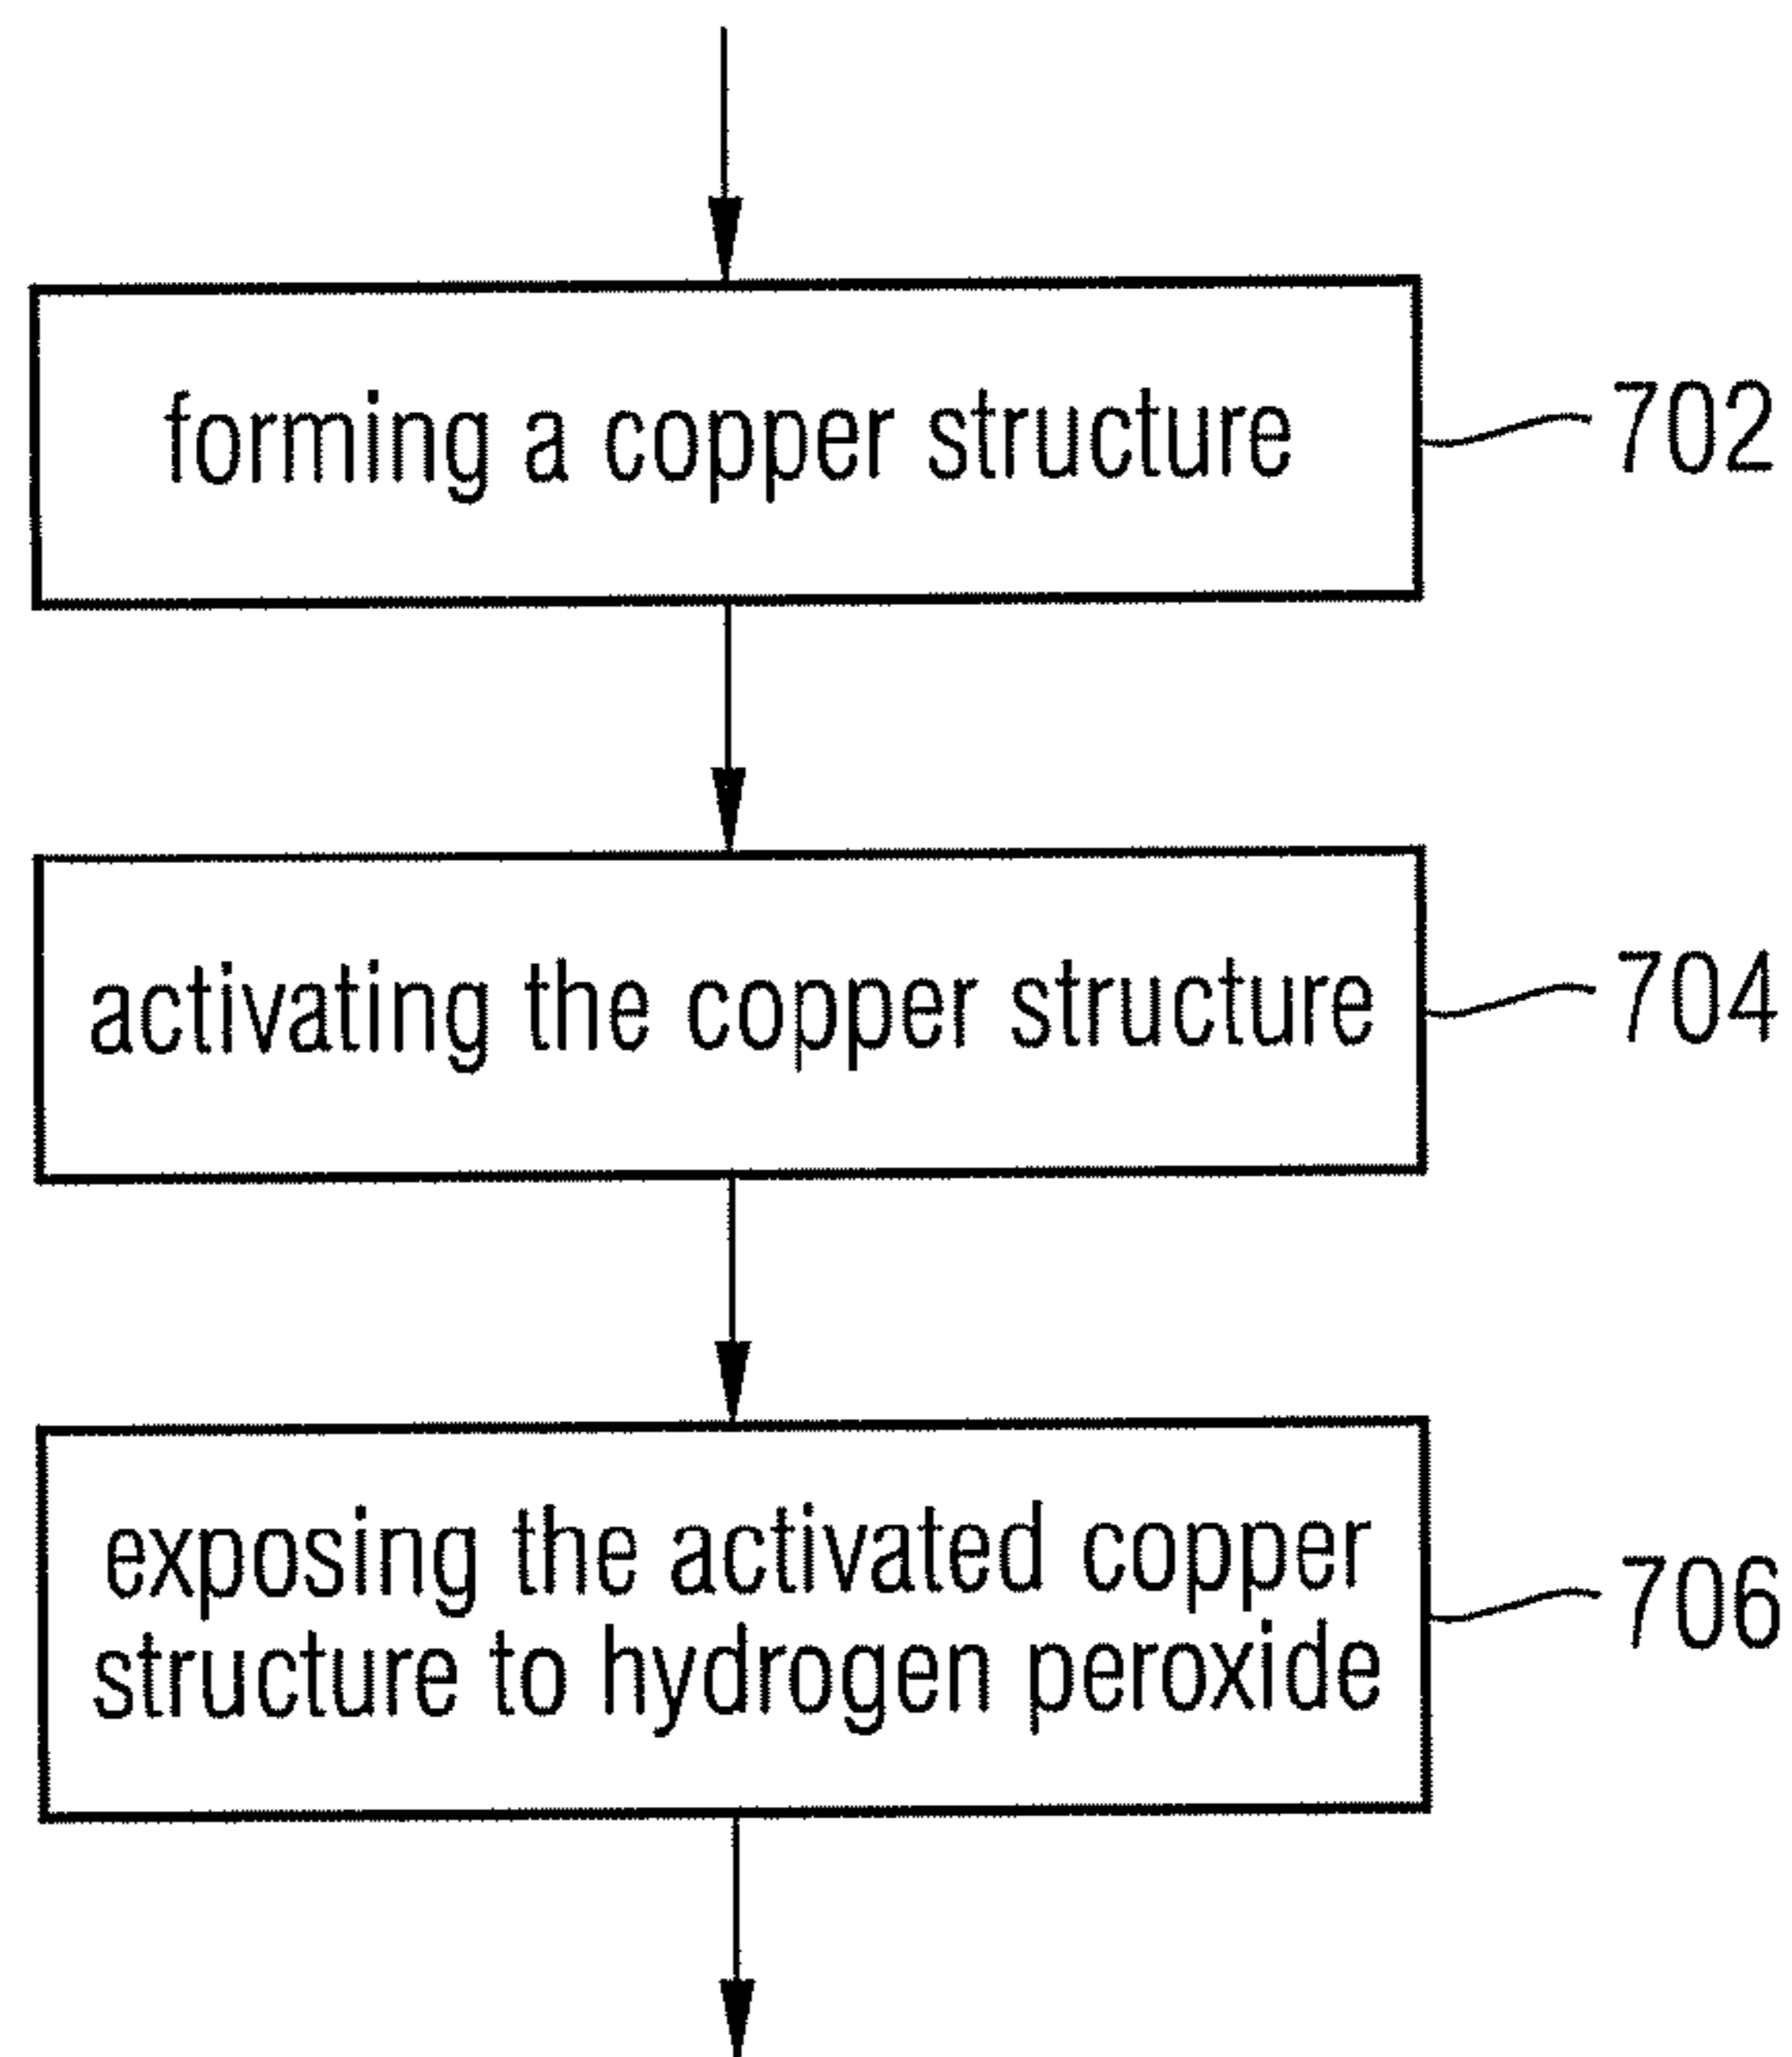 forming a copper structure
702
activating the copper structure
704
exposing the activated copper
structure to hydrogen peroxide
706